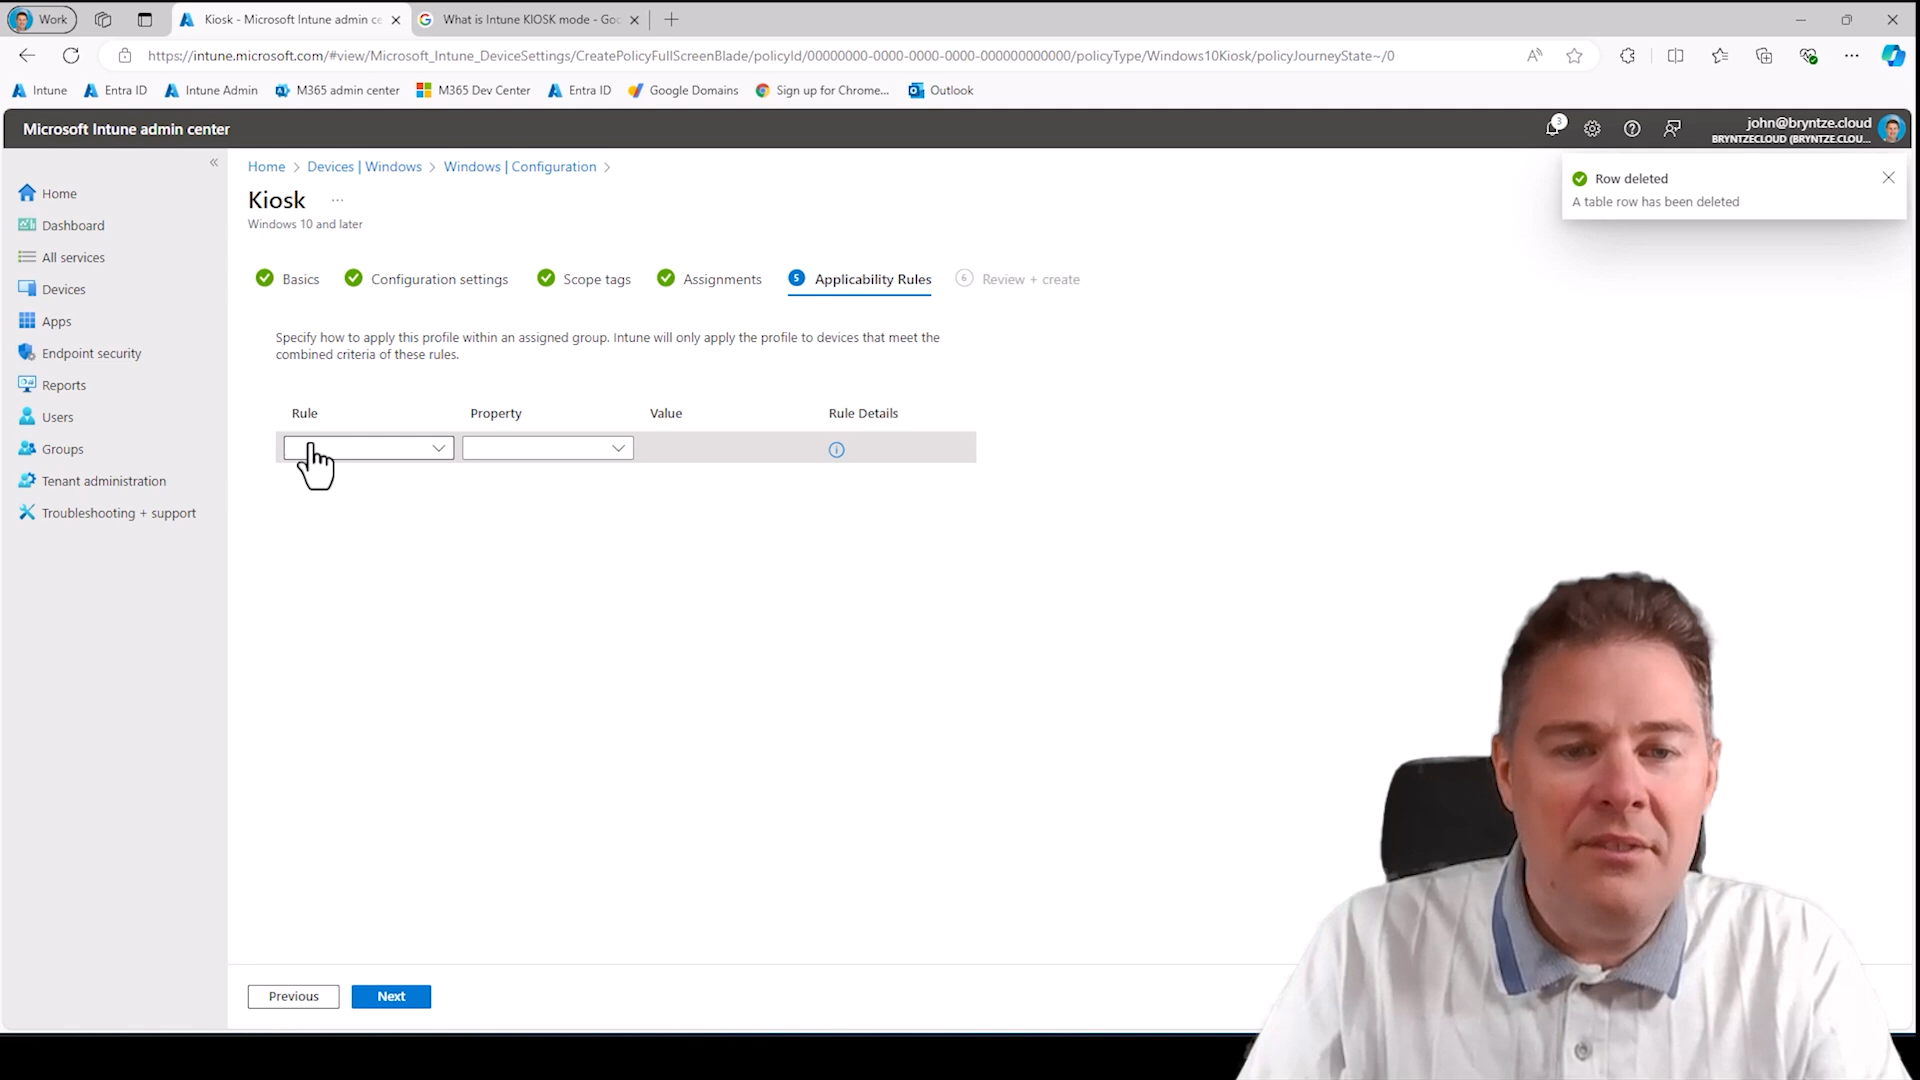 Work
Kiosk - Microsoft Intune admin ce
What is Intune KIOSK mode - Goo
https://intune.microsoft.com/#view/Microsoft_Intune_DeviceSettings/CreatePolicyFullScreenBlade/policyId/00000000-0000-0000-0000-000000000000/policyType/Windows10Kiosk/policyJourneyState~/0
Intune
Entra ID
Intune Admin
M365 admin center
M365 Dev Center
Entra ID
Google Domains
Sign up for Chrome...
Outlook
Microsoft Intune admin center
3
john@bryntze.cloud
BRYNTZECLOUD (BRYNTZE.CLOU...
Home
Dashboard
All services
Devices
Apps
Endpoint security
Reports
Users
Groups
Tenant administration
Troubleshooting + support
Home > Devices | Windows > Windows | Configuration >
Kiosk ...
Windows 10 and later
Row deleted
A table row has been deleted
Basics
Configuration settings
Scope tags
Assignments
5 Applicability Rules
6 Review + create
Specify how to apply this profile within an assigned group. Intune will only apply the profile to devices that meet the
combined criteria of these rules.
Rule Property Value Rule Details
Previous
Next